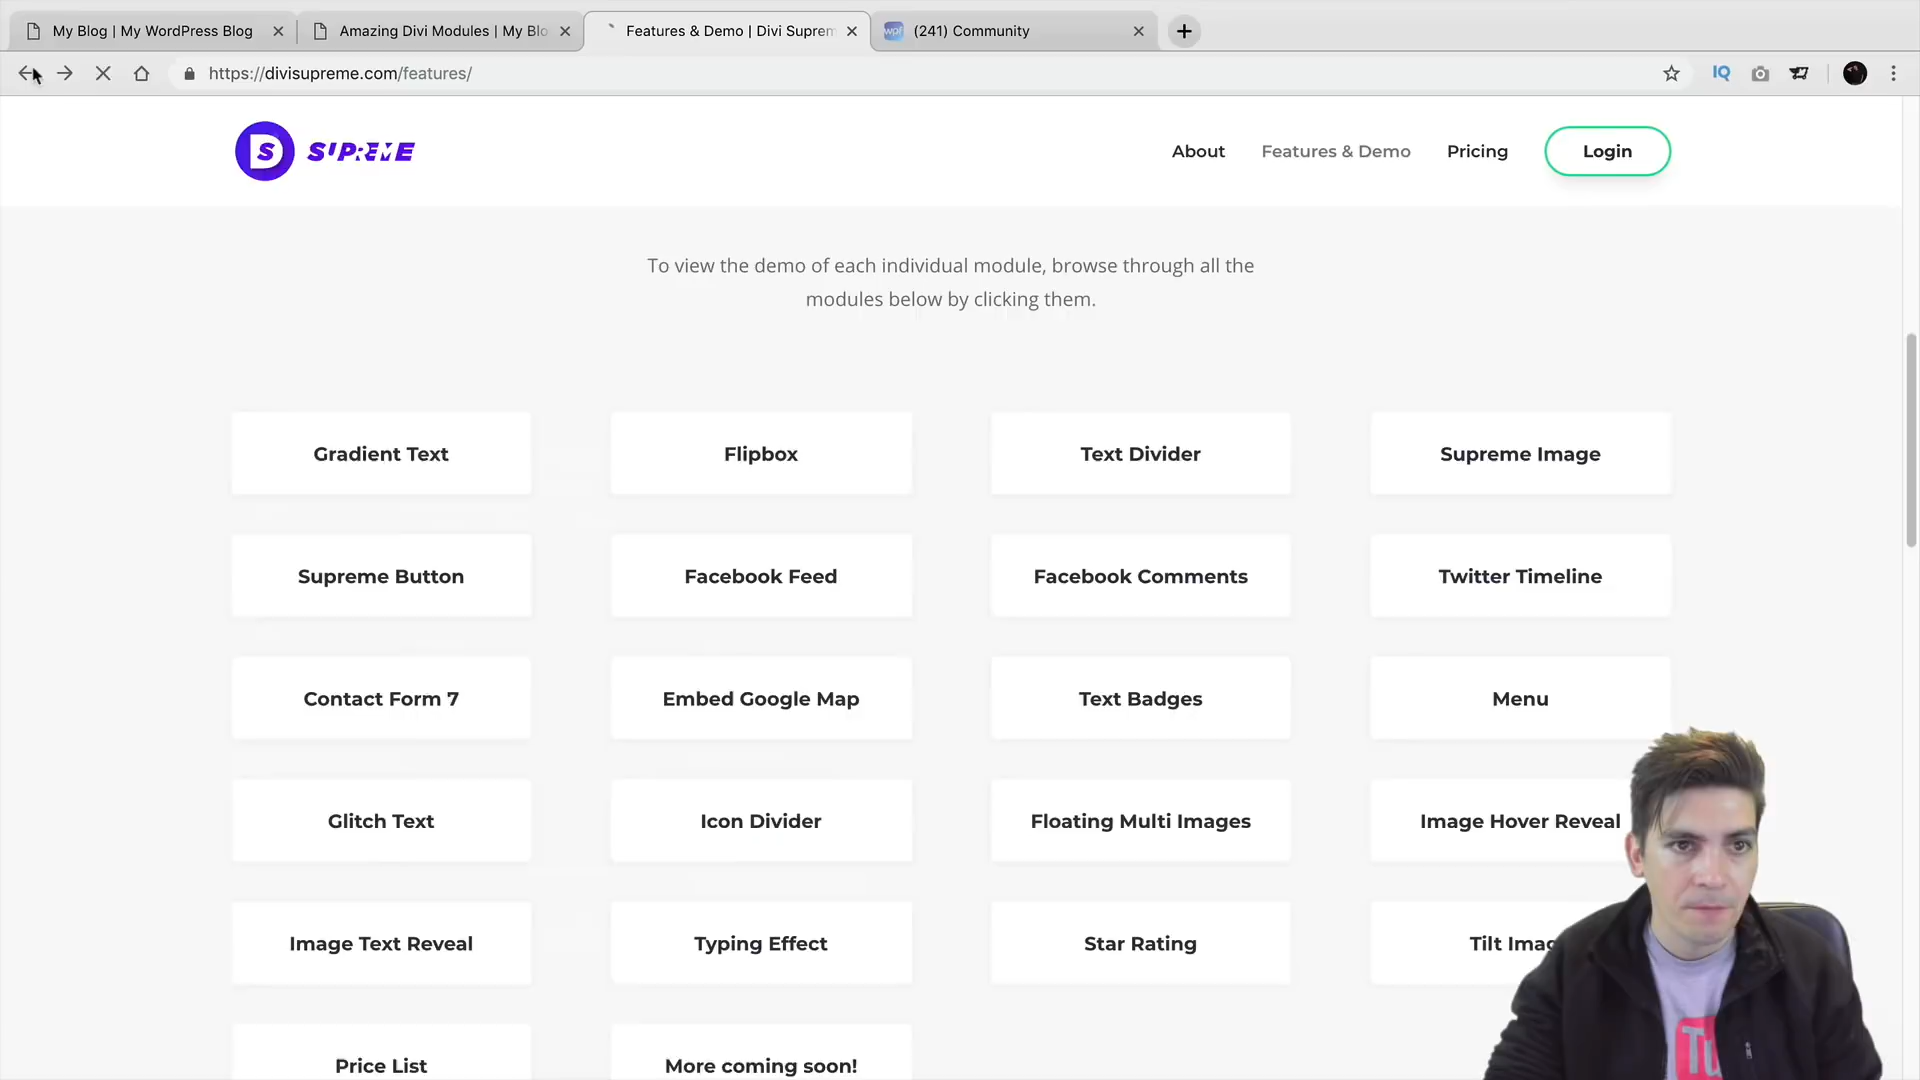 My Blog | My WordPress Blog
Amazing Divi Modules | My Blo
Features & Demo | Divi Suprem
(241) Community
https://divisupreme.com/features/
IQ
SUPREME
About
Features & Demo
Pricing
Login
To view the demo of each individual module, browse through all the
modules below by clicking them.
Gradient Text
Flipbox
Text Divider
Supreme Image
Supreme Button
Facebook Feed
Facebook Comments
Twitter Timeline
Contact Form 7
Embed Google Map
Text Badges
Menu
Glitch Text
Icon Divider
Floating Multi Images
Image Hover Reveal
Image Text Reveal
Typing Effect
Star Rating
Tilt Imag
Price List
More coming soon!